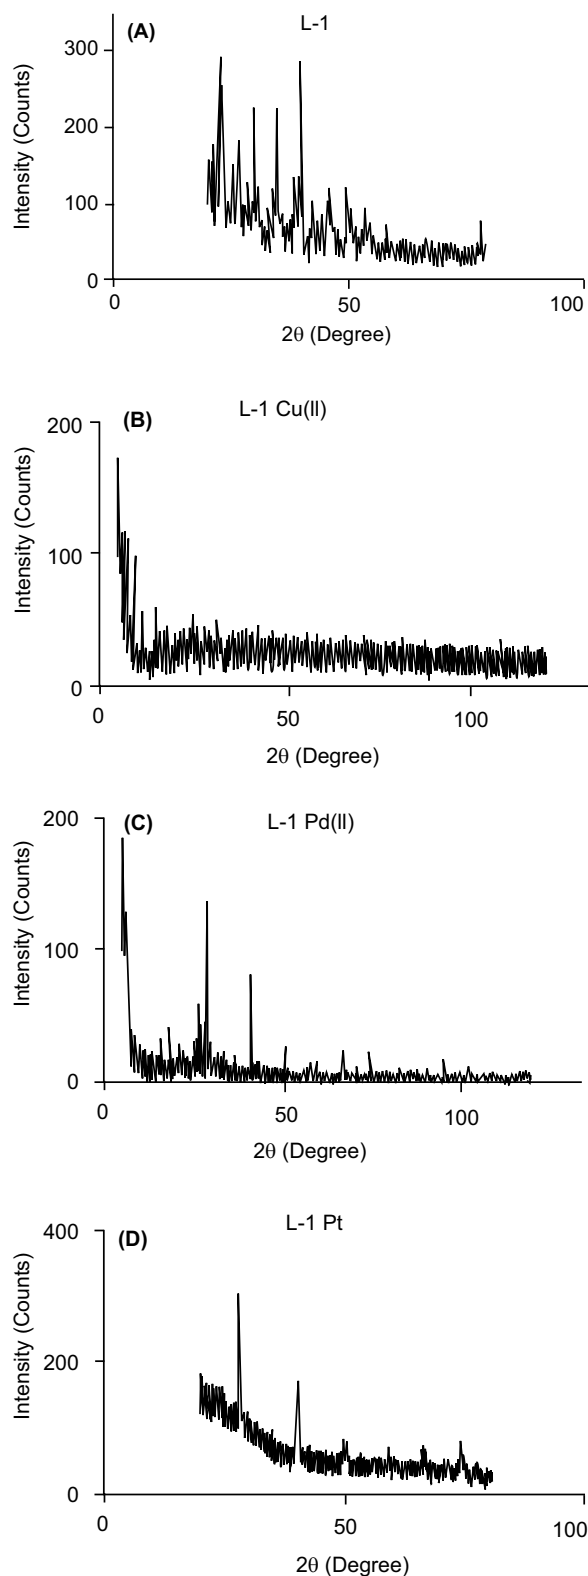 (A)
L-1
Intensity (Counts)
300
200
100
0
0
50
100
2θ (Degree)
(B)
L-1 Cu(II)
Intensity (Counts)
200
100
0
0
50
100
2θ (Degree)
(C)
L-1 Pd(II)
Intensity (Counts)
200
100
0
0
50
100
2θ (Degree)
(D)
L-1 Pt
Intensity (Counts)
400
200
0
0
50
100
2θ (Degree)